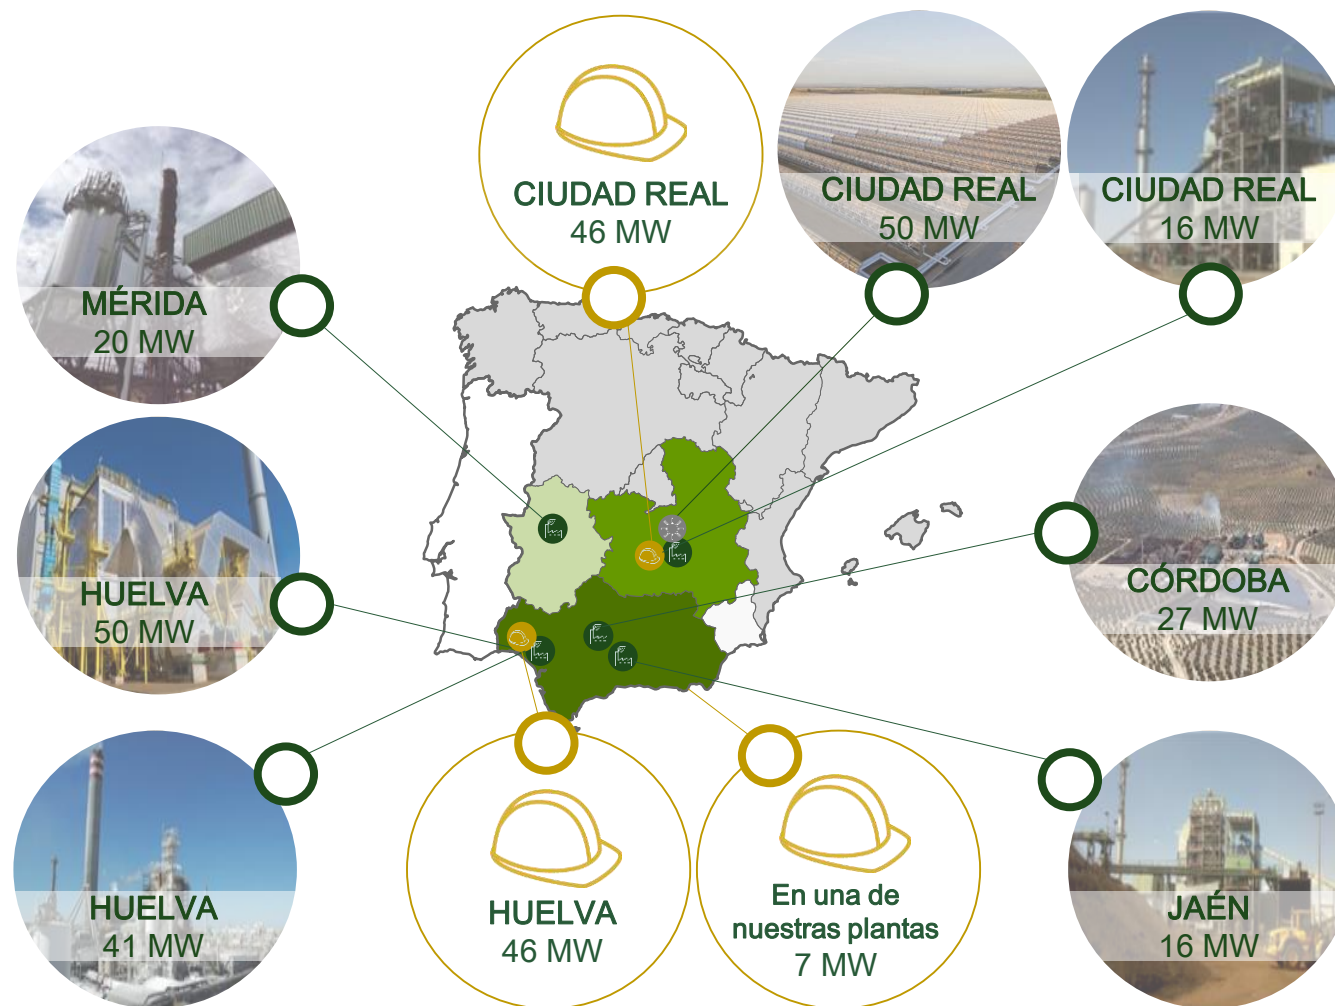 CIUDAD REAL
46 MW
CIUDAD REAL
50 MW
CIUDAD REAL
16 MW
MÉRIDA
20 MW
HUELVA
50 MW
CÓRDOBA
27 MW
HUELVA
41 MW
HUELVA
46 MW
En una de
nuestras plantas
7 MW
JAÉN
16 MW